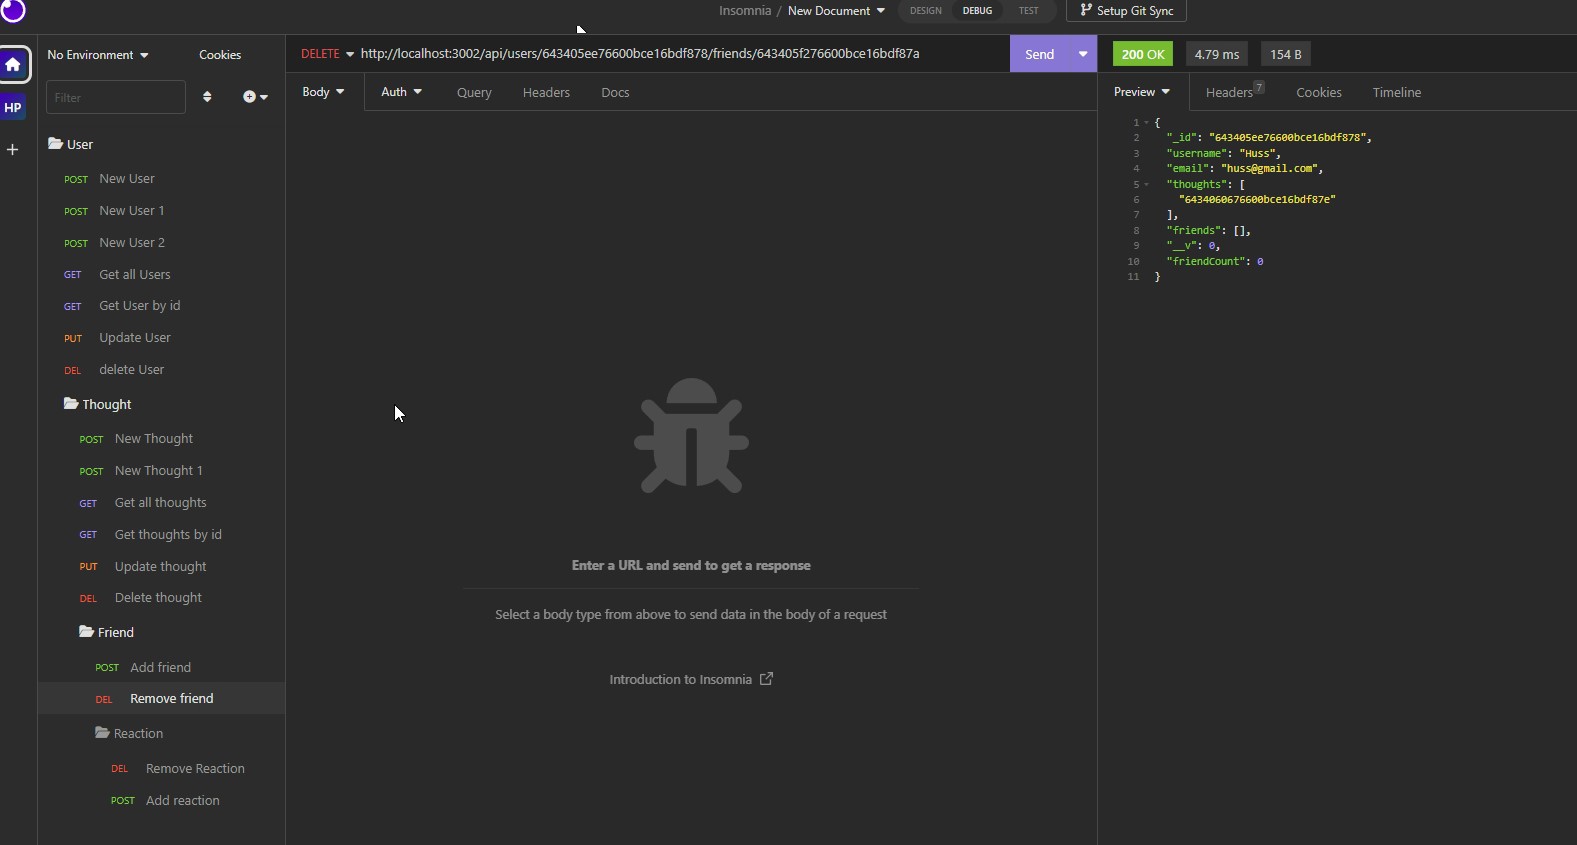 Insomnia / New Document
DESIGN DEBUG TEST
Setup Git Sync
No Environment
Cookies
DELETE http://localhost:3002/api/users/643405ee76600bce16bdf878/friends/643405f276600bce16bdf87a
Send
200 OK 4.79 ms 154 B
Filter
HP
Body Auth Query Headers Docs
Preview Headers 7 Cookies Timeline
User
POST New User
POST New User 1
POST New User 2
GET Get all Users
GET Get User by id
PUT Update User
DEL delete User
Thought
POST New Thought
POST New Thought 1
GET Get all thoughts
GET Get thoughts by id
PUT Update thought
DEL Delete thought
Friend
POST Add friend
DEL Remove friend
Reaction
DEL Remove Reaction
POST Add reaction
Enter a URL and send to get a response
Select a body type from above to send data in the body of a request
Introduction to Insomnia
1 {
2 "_id": "643405ee76600bce16bdf878",
3 "username": "Huss",
4 "email": "huss@gmail.com",
5 "thoughts": [
6 "6434060676600bce16bdf87e"
7 ],
8 "friends": [],
9 "__v": 0,
10 "friendCount": 0
11 }